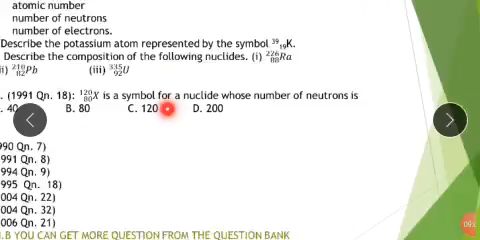 atomic number
number of neutrons
number of electrons.
Describe the potassium atom represented by the symbol ³⁹₁₉K.
Describe the composition of the following nuclides. (i) ²²⁶₈₈Ra
ii) ²¹⁰₈₂Pb (iii) ³³⁵₉₂U
. (1991 Qn. 18): ¹²⁰₈₀X is a symbol for a nuclide whose number of neutrons is
. 40 B. 80 C. 120 D. 200
990 Qn. 7)
991 Qn. 8)
994 Qn. 9)
995 Qn. 18)
004 Qn. 22)
004 Qn. 32)
006 Qn. 21)
.B YOU CAN GET MORE QUESTION FROM THE QUESTION BANK